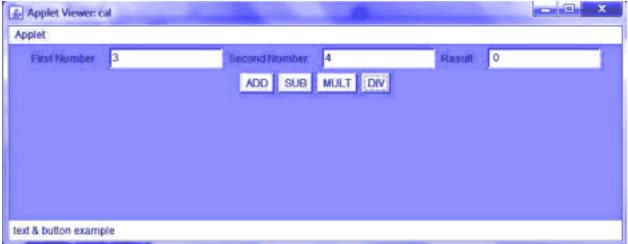 Applet Viewer: cal
Applet
First Number 3 Second Number 4 Result 0
ADD SUB MULT DIV
text & button example